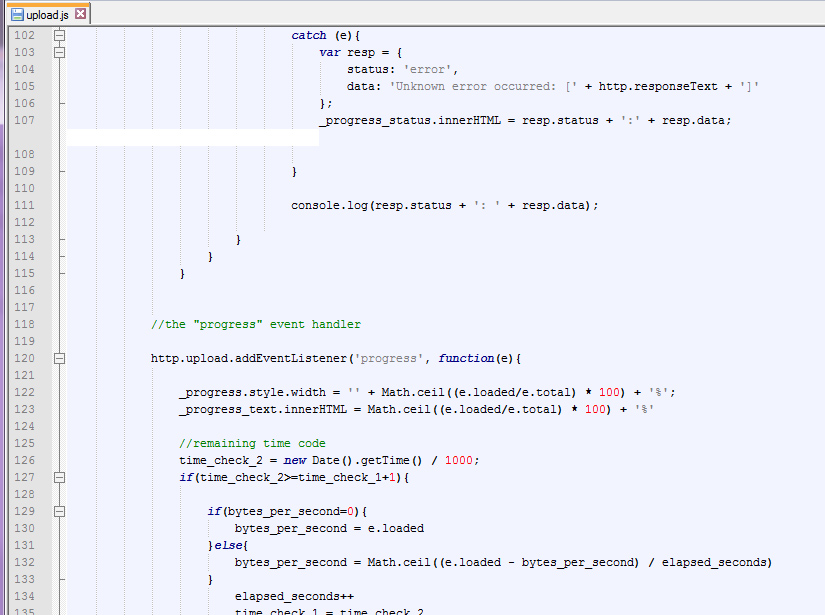 upload.js
102 catch (e){
103 var resp = {
104 status: 'error',
105 data: 'Unknown error occurred: [' + http.responseText + ']'
106 };
107 _progress_status.innerHTML = resp.status + ':' + resp.data;
108
109 }
110
111 console.log(resp.status + ': ' + resp.data);
112
113 }
114 }
115 }
116
117
118 //the "progress" event handler
119
120 http.upload.addEventListener('progress', function(e){
121
122 _progress.style.width = '' + Math.ceil((e.loaded/e.total) * 100) + '%';
123 _progress_text.innerHTML = Math.ceil((e.loaded/e.total) * 100) + '%'
124
125 //remaining time code
126 time_check_2 = new Date().getTime() / 1000;
127 if(time_check_2>=time_check_1+1){
128
129 if(bytes_per_second=0){
130 bytes_per_second = e.loaded
131 }else{
132 bytes_per_second = Math.ceil((e.loaded - bytes_per_second) / elapsed_seconds)
133 }
134 elapsed_seconds++
135 time_check_1 = time_check_2